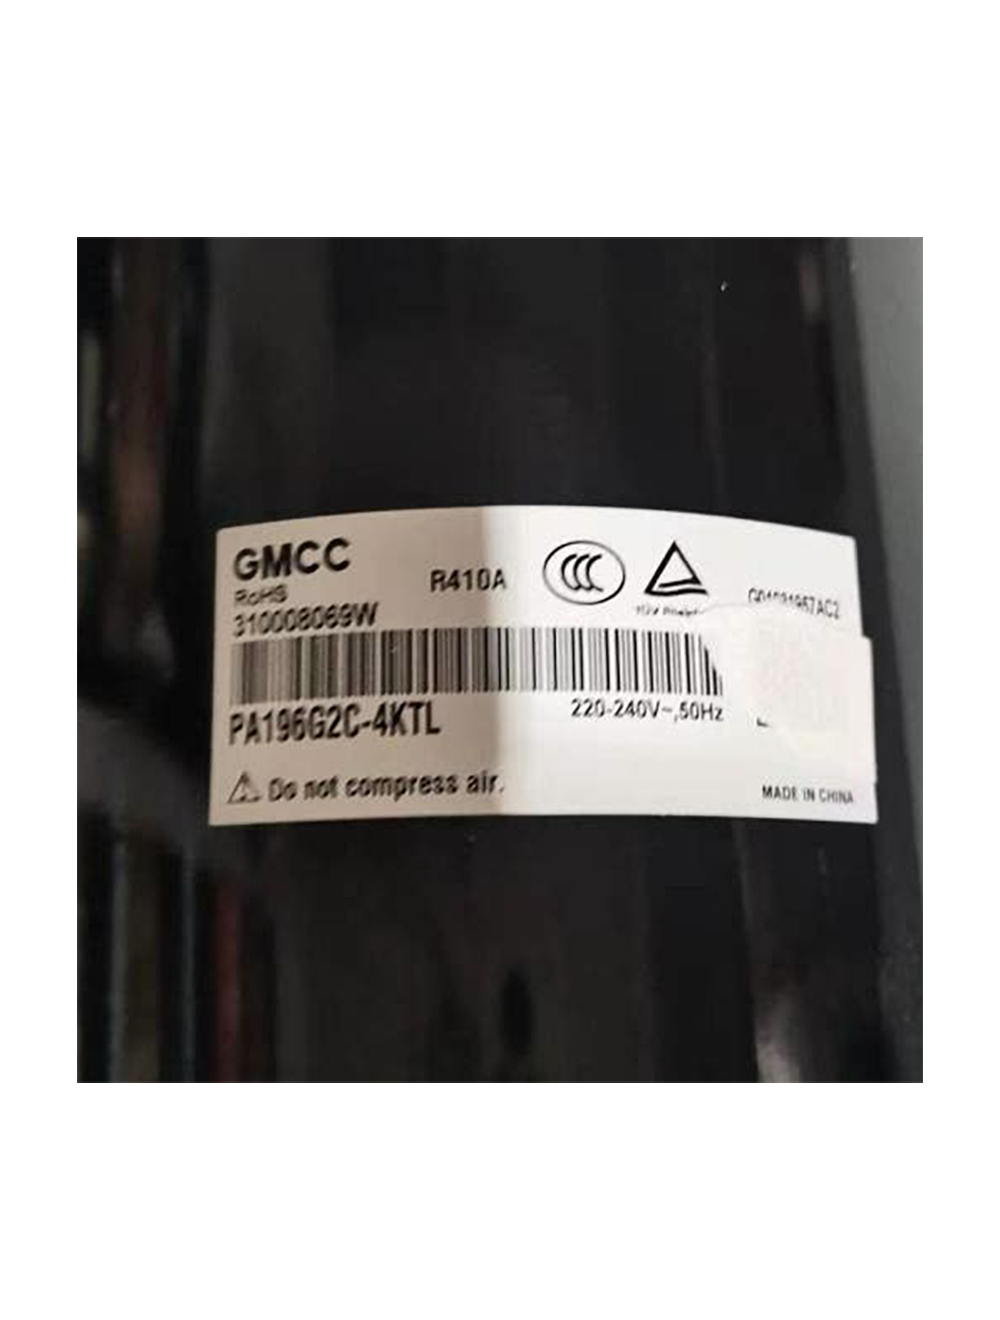 GMCC
RoHS
R410A
310008069W
PA196G2C-4KTL
220-240V~,50Hz
Do not compress air.
MADE IN CHINA